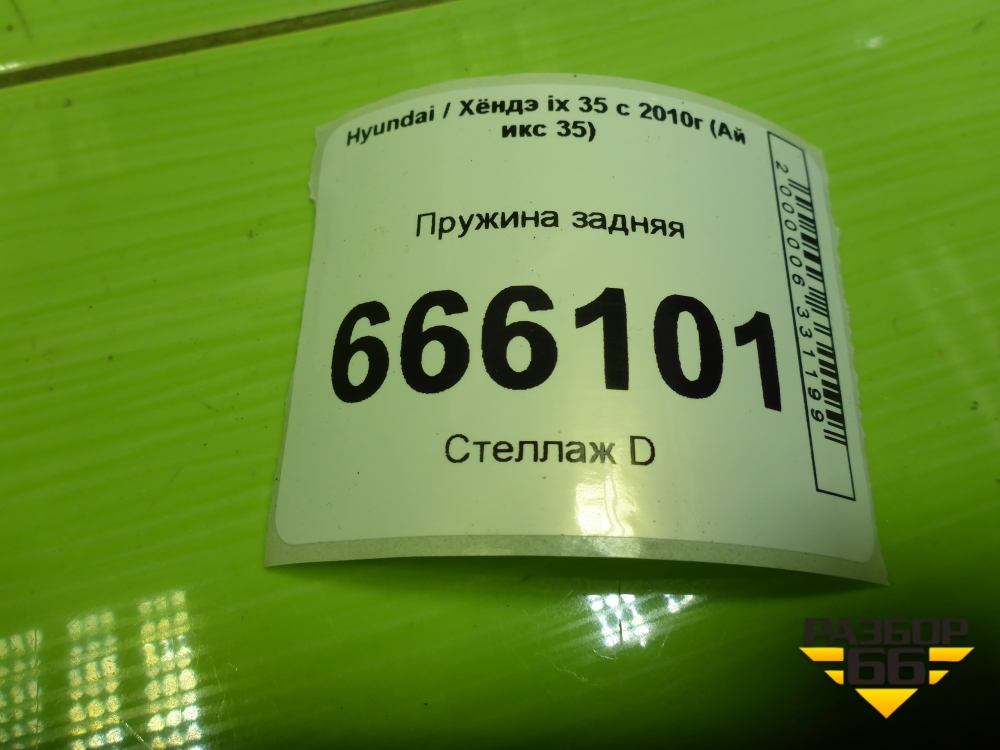 Hyundai / Хёндэ ix 35 с 2010г (Ай
икс 35)
Пружина задняя
666101
Стеллаж D
2000006331199
РАЗБОР
66